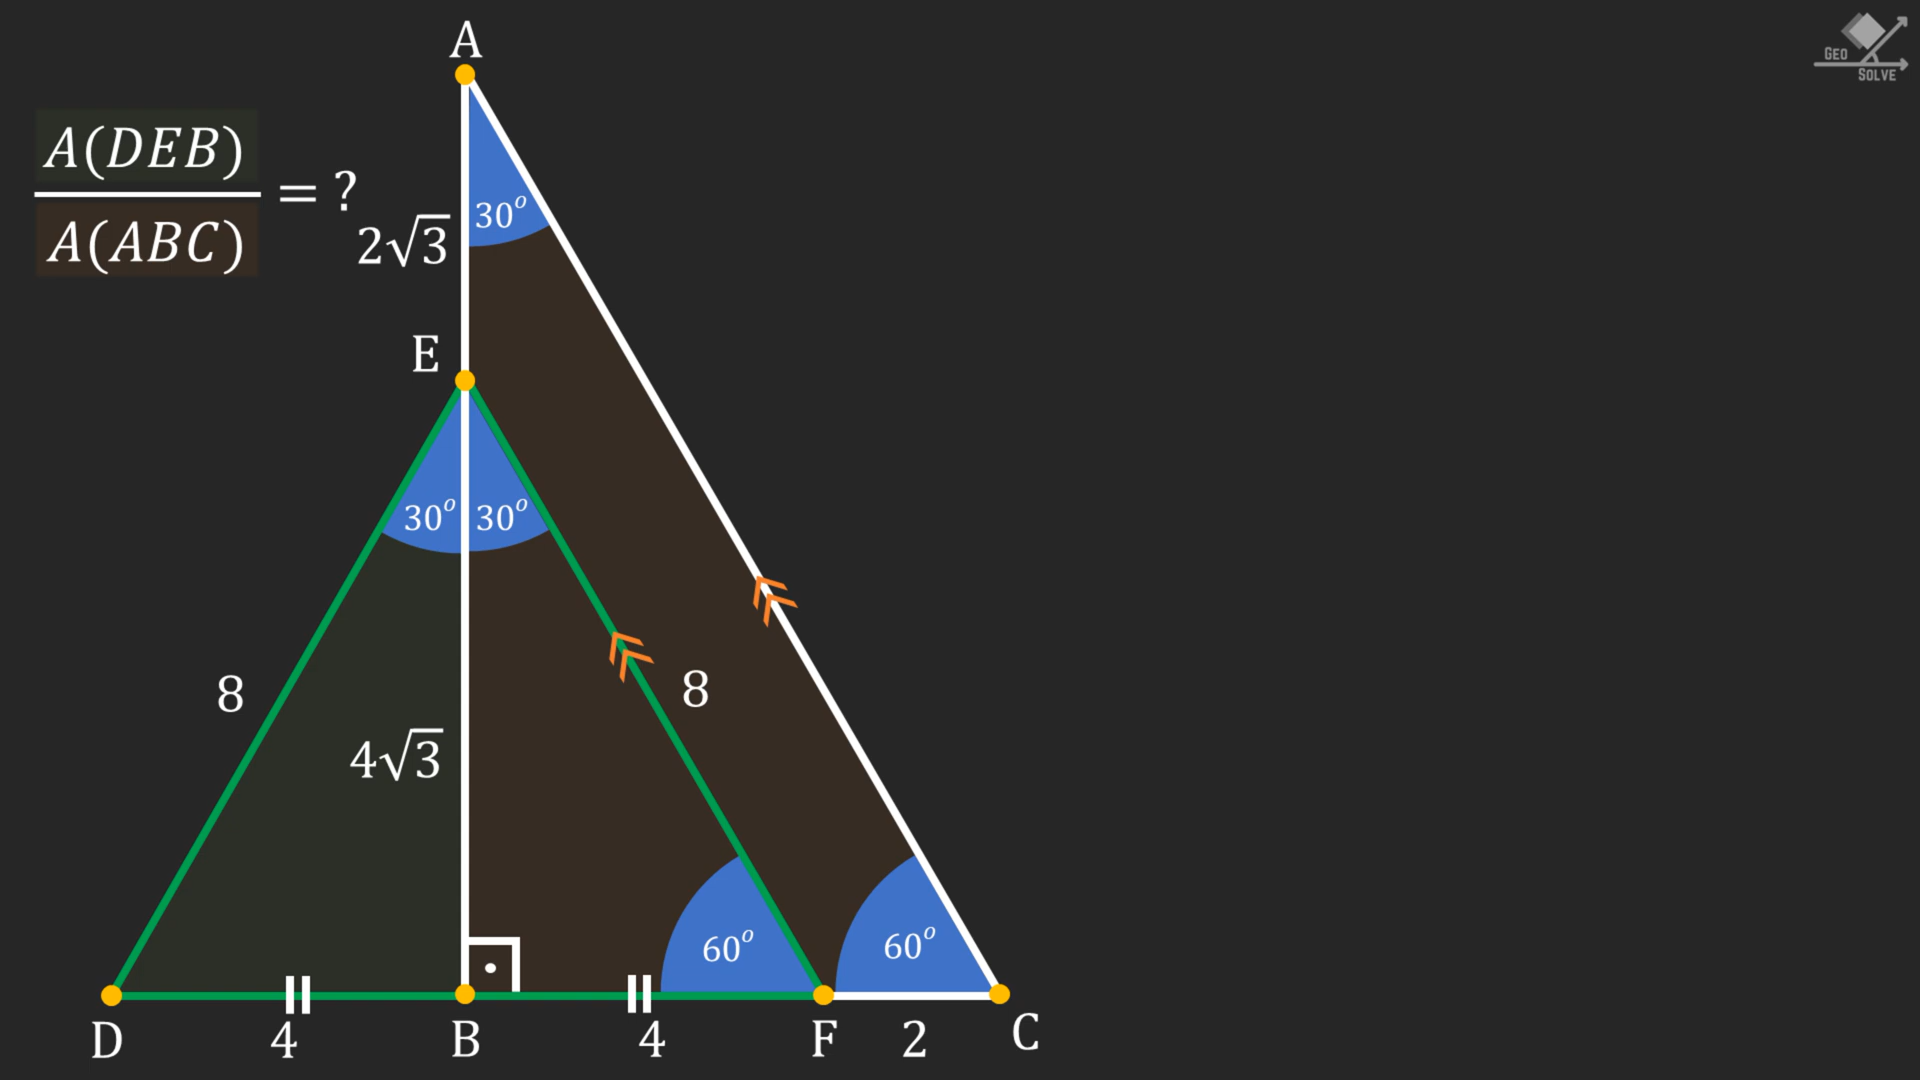 A
A(DEB)
A(ABC)
= ?
2√3
30°
E
30° 30°
8
8
4√3
60°
60°
D
4
B
4
F
2
C
GEO
SOLVE